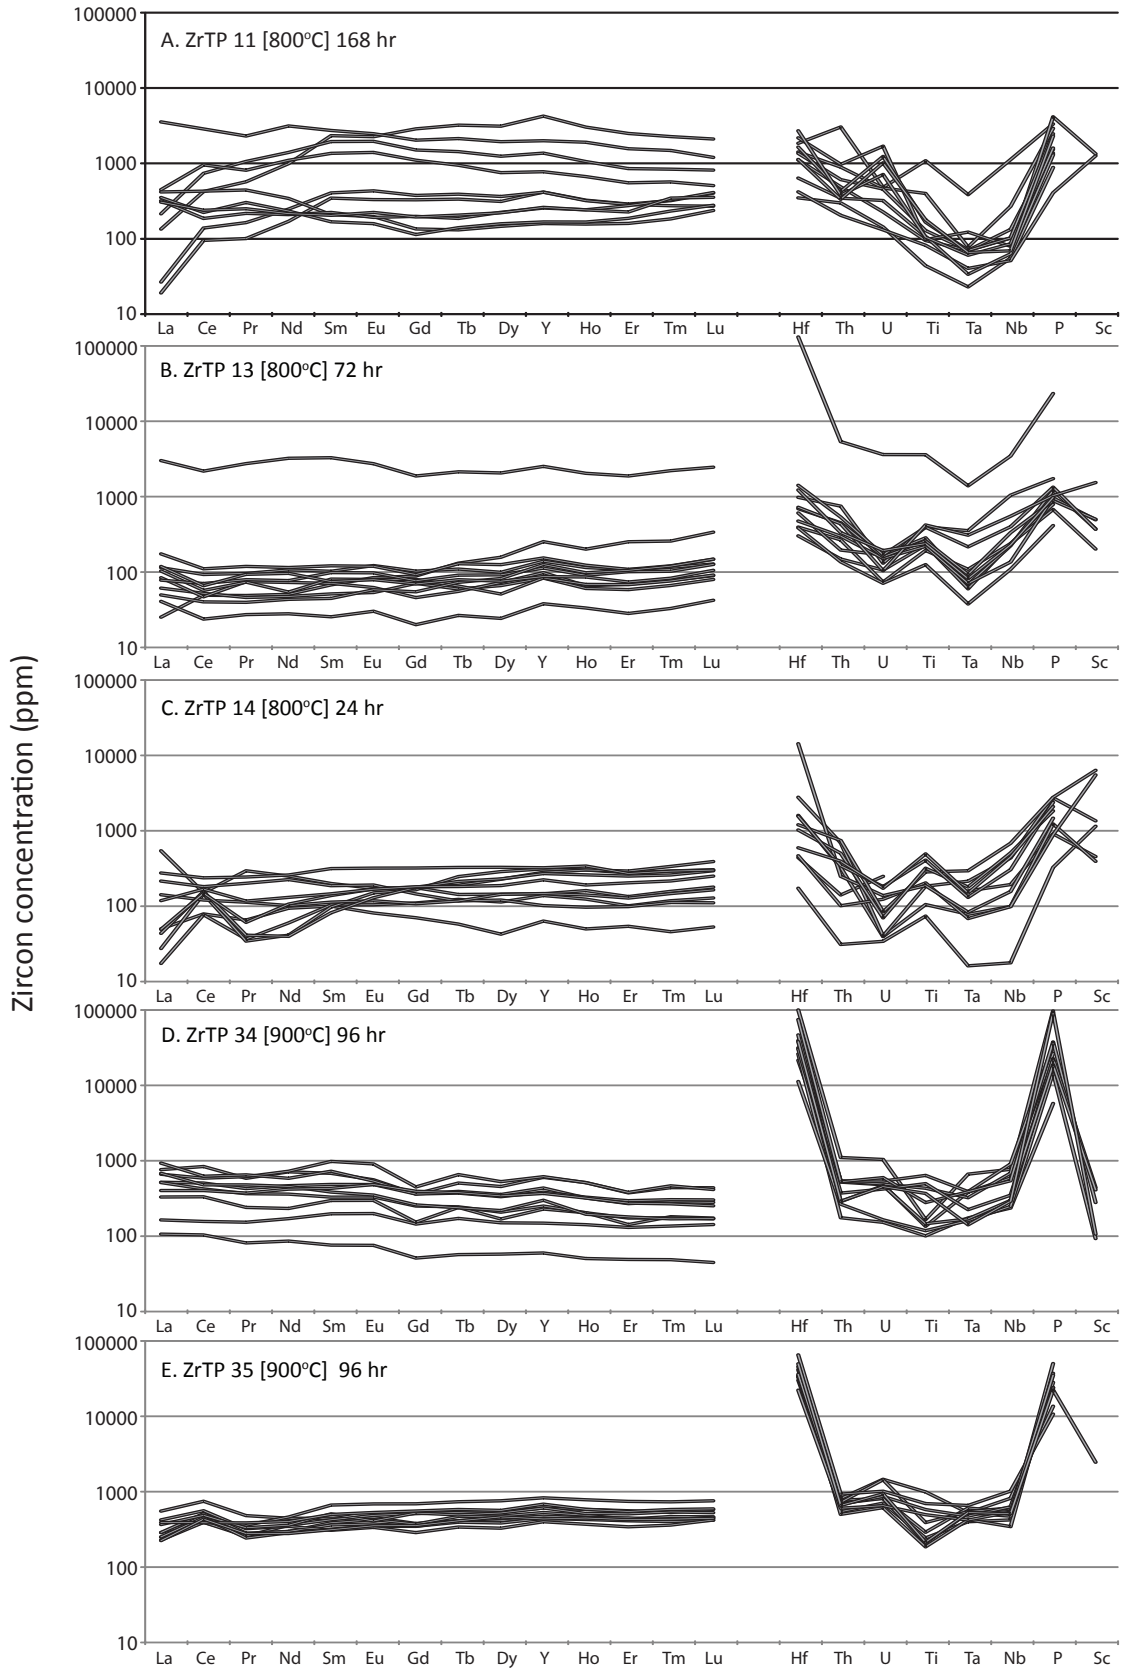 Zircon concentration (ppm)
100000
A. ZrTP 11 [800°C] 168 hr
10000
1000
100
10
La Ce Pr Nd Sm Eu Gd Tb Dy Y Ho Er Tm Lu Hf Th U Ti Ta Nb P Sc
100000
B. ZrTP 13 [800°C] 72 hr
10000
1000
100
10
La Ce Pr Nd Sm Eu Gd Tb Dy Y Ho Er Tm Lu Hf Th U Ti Ta Nb P Sc
100000
C. ZrTP 14 [800°C] 24 hr
10000
1000
100
10
La Ce Pr Nd Sm Eu Gd Tb Dy Y Ho Er Tm Lu Hf Th U Ti Ta Nb P Sc
100000
D. ZrTP 34 [900°C] 96 hr
10000
1000
100
10
La Ce Pr Nd Sm Eu Gd Tb Dy Y Ho Er Tm Lu Hf Th U Ti Ta Nb P Sc
100000
E. ZrTP 35 [900°C] 96 hr
10000
1000
100
10
La Ce Pr Nd Sm Eu Gd Tb Dy Y Ho Er Tm Lu Hf Th U Ti Ta Nb P Sc